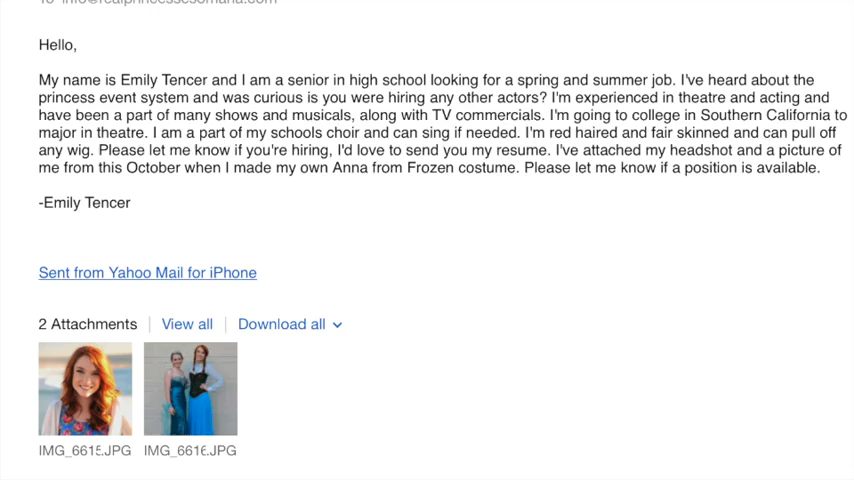 To info@realprincessesomaha.com
Hello,
My name is Emily Tencer and I am a senior in high school looking for a spring and summer job. I've heard about the
princess event system and was curious is you were hiring any other actors? I'm experienced in theatre and acting and
have been a part of many shows and musicals, along with TV commercials. I'm going to college in Southern California to
major in theatre. I am a part of my schools choir and can sing if needed. I'm red haired and fair skinned and can pull off
any wig. Please let me know if you're hiring, I'd love to send you my resume. I've attached my headshot and a picture of
me from this October when I made my own Anna from Frozen costume. Please let me know if a position is available.
-Emily Tencer
Sent from Yahoo Mail for iPhone
2 Attachments | View all | Download all
IMG_6615.JPG IMG_6616.JPG